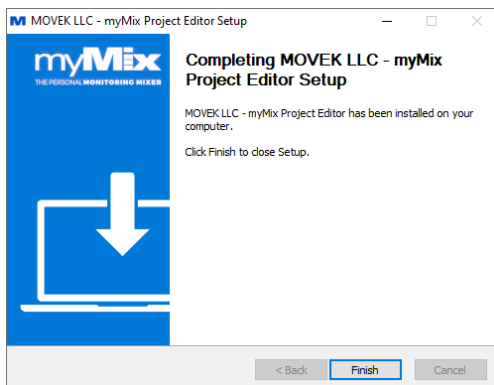 MOVEK LLC - myMix Project Editor Setup
myMix
THE PERSONAL MONITORING MIXER
Completing MOVEK LLC - myMix
Project Editor Setup
MOVEK LLC - myMix Project Editor has been installed on your
computer.
Click Finish to close Setup.
< Back
Finish
Cancel